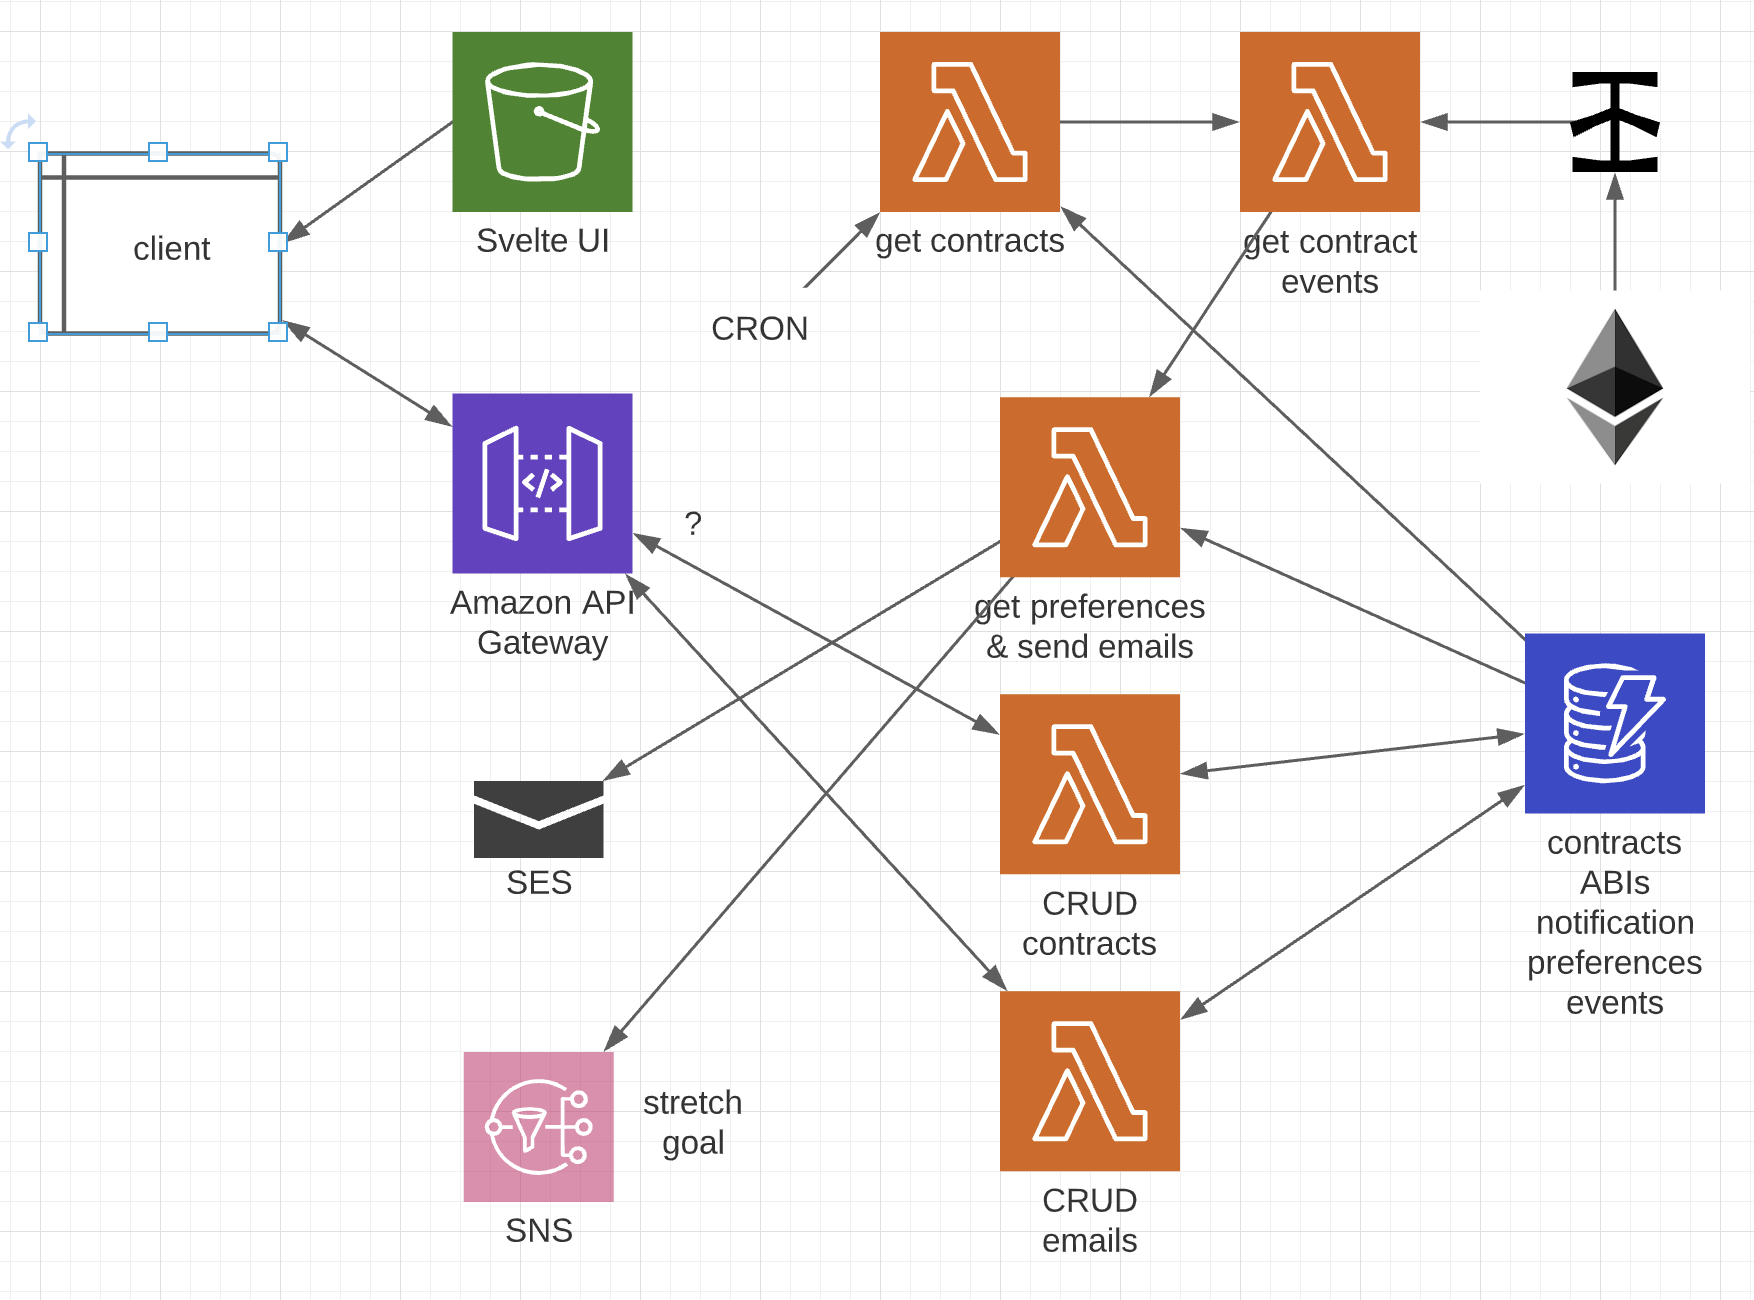 client
Svelte UI
get contracts
get contract
events
CRON
</>
?
Amazon API
Gateway
get preferences
& send emails
SES
CRUD
contracts
contracts
ABIs
notification
preferences
events
stretch
goal
SNS
CRUD
emails